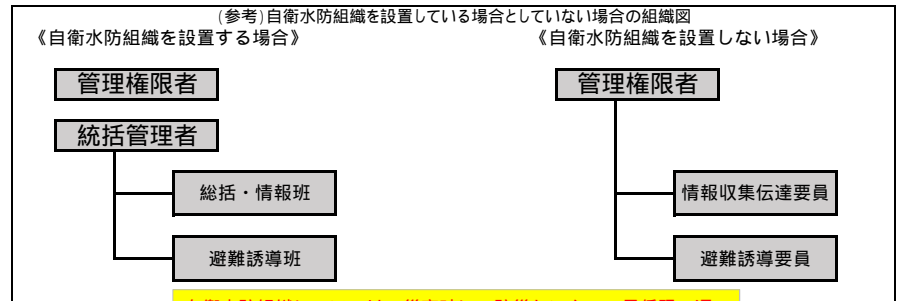 (参考)自衛水防組織を設置している場合としていない場合の組織図
《自衛水防組織を設置する場合》
《自衛水防組織を設置しない場合》
管理権限者
管理権限者
統括管理者
総括・情報班
情報収集伝達要員
避難誘導班
避難誘導要員